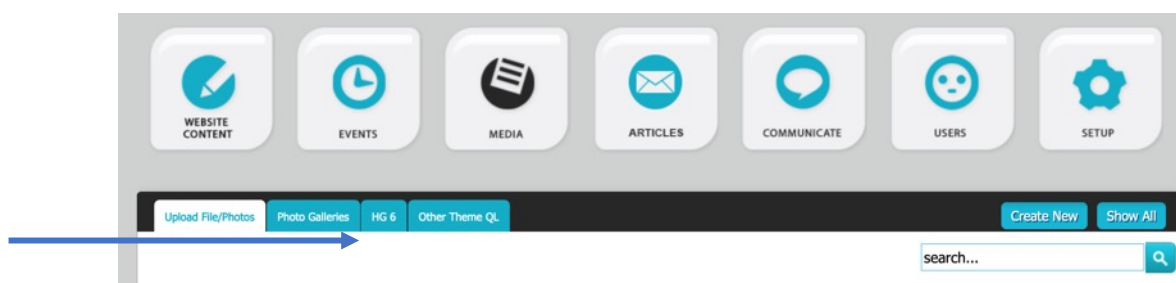 WEBSITE
CONTENT
EVENTS
MEDIA
ARTICLES
COMMUNICATE
USERS
SETUP
Upload File/Photos
Photo Galleries
HG 6
Other Theme QL
Create New
Show All
search...